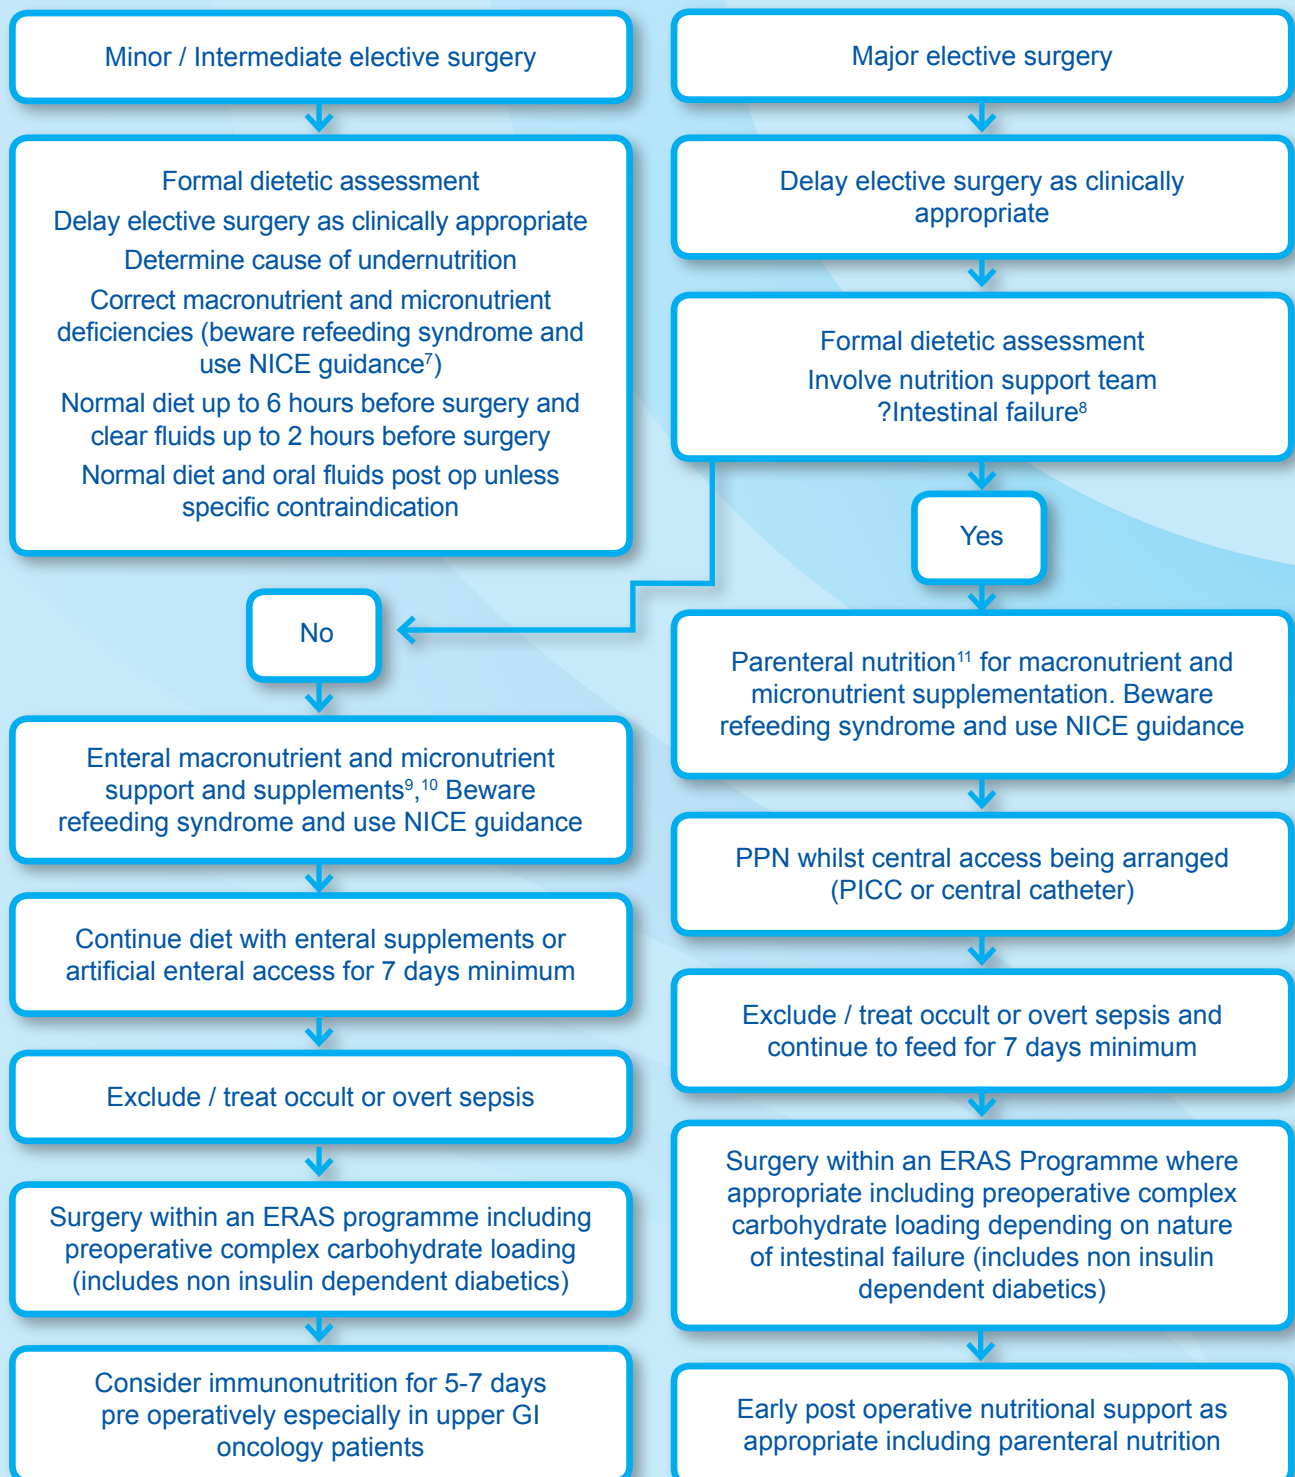 Minor / Intermediate elective surgery
Formal dietetic assessment
Delay elective surgery as clinically appropriate
Determine cause of undernutrition
Correct macronutrient and micronutrient
deficiencies (beware refeeding syndrome and
use NICE guidance⁷)
Normal diet up to 6 hours before surgery and
clear fluids up to 2 hours before surgery
Normal diet and oral fluids post op unless
specific contraindication
Major elective surgery
Delay elective surgery as clinically
appropriate
Formal dietetic assessment
Involve nutrition support team
?Intestinal failure⁸
No
Enteral macronutrient and micronutrient
support and supplements⁹,¹⁰ Beware
refeeding syndrome and use NICE guidance
Continue diet with enteral supplements or
artificial enteral access for 7 days minimum
Exclude / treat occult or overt sepsis
Surgery within an ERAS programme including
preoperative complex carbohydrate loading
(includes non insulin dependent diabetics)
Consider immunonutrition for 5-7 days
pre operatively especially in upper GI
oncology patients
Yes
Parenteral nutrition¹¹ for macronutrient and
micronutrient supplementation. Beware
refeeding syndrome and use NICE guidance
PPN whilst central access being arranged
(PICC or central catheter)
Exclude / treat occult or overt sepsis and
continue to feed for 7 days minimum
Surgery within an ERAS Programme where
appropriate including preoperative complex
carbohydrate loading depending on nature
of intestinal failure (includes non insulin
dependent diabetics)
Early post operative nutritional support as
appropriate including parenteral nutrition